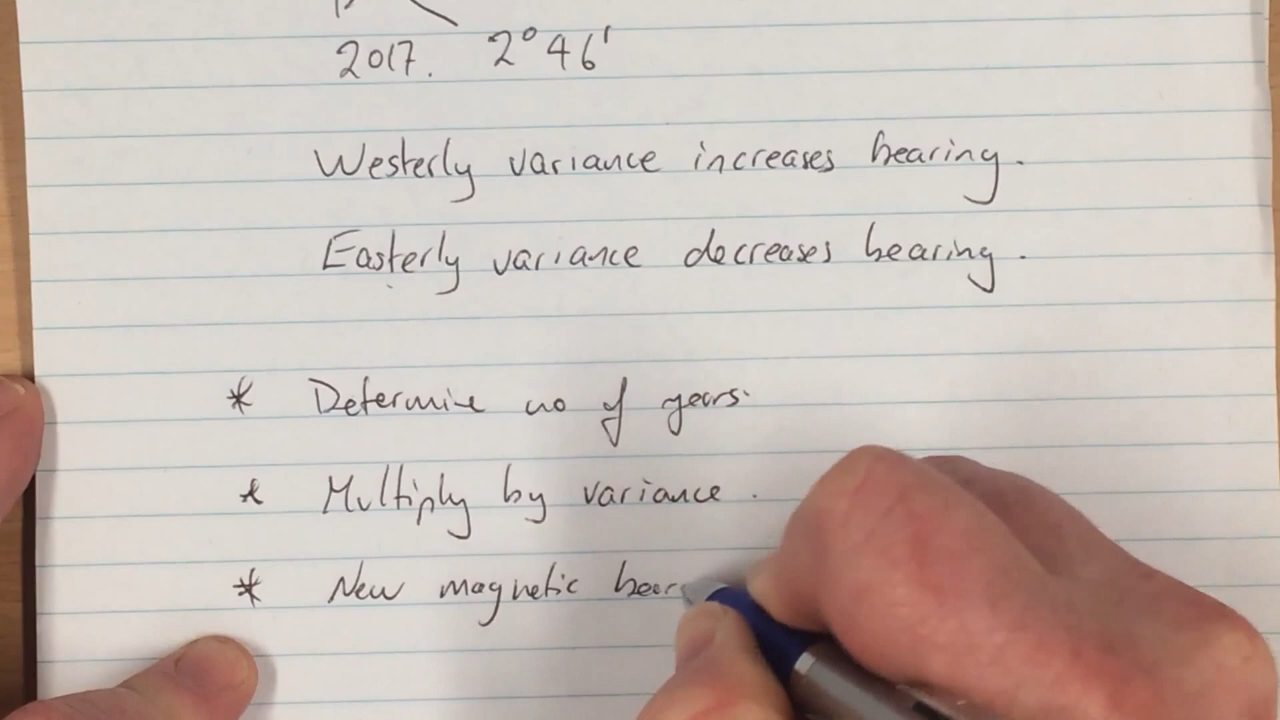 2017. 2°46'
Westerly variance increases bearing.
Easterly variance decreases bearing.
* Determine no of years.
* Multiply by variance.
* New magnetic bear